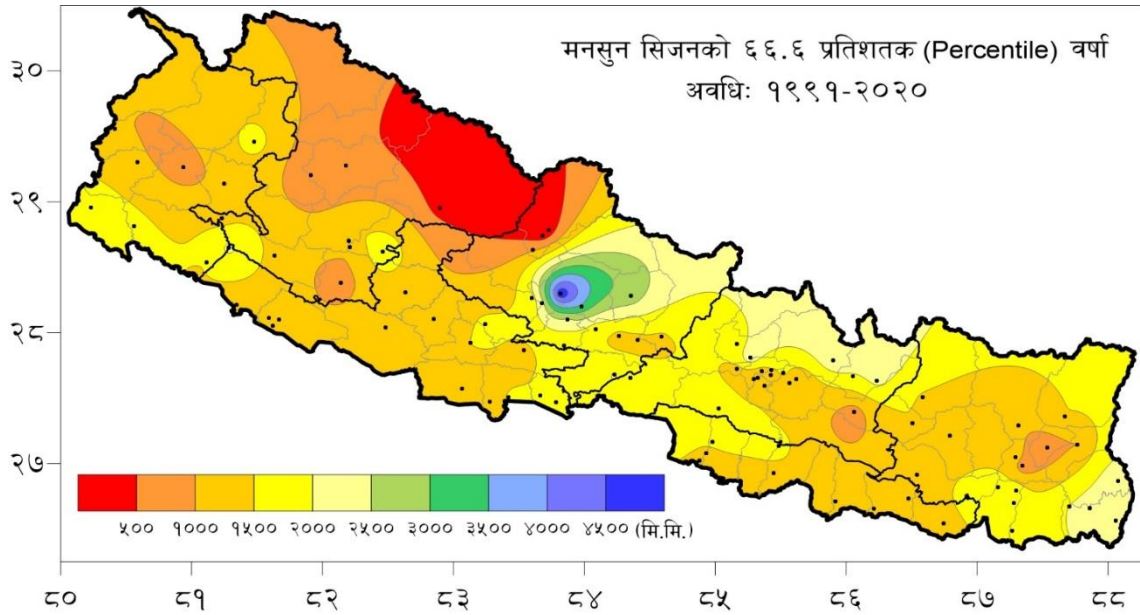 मनसुन सिजनको ६६.६ प्रतिशतक (Percentile) वर्षा
अवधिः १९९१-२०२०
३०
२९
२८
२७
५०० १००० १५०० २००० २५०० ३००० ३५०० ४००० ४५०० (मि.मि.)
८० ८१ ८२ ८३ ८४ ८५ ८६ ८७ ८८